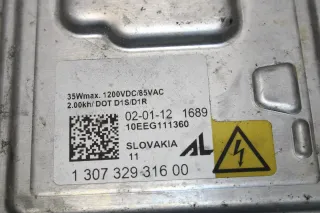 35Wmax. 1200VDC/85VAC
2.00kh/ DOT D1S/D1R
02-01-12 1689
10EEG111360
SLOVAKIA
11
AL
1 307 329 316 00